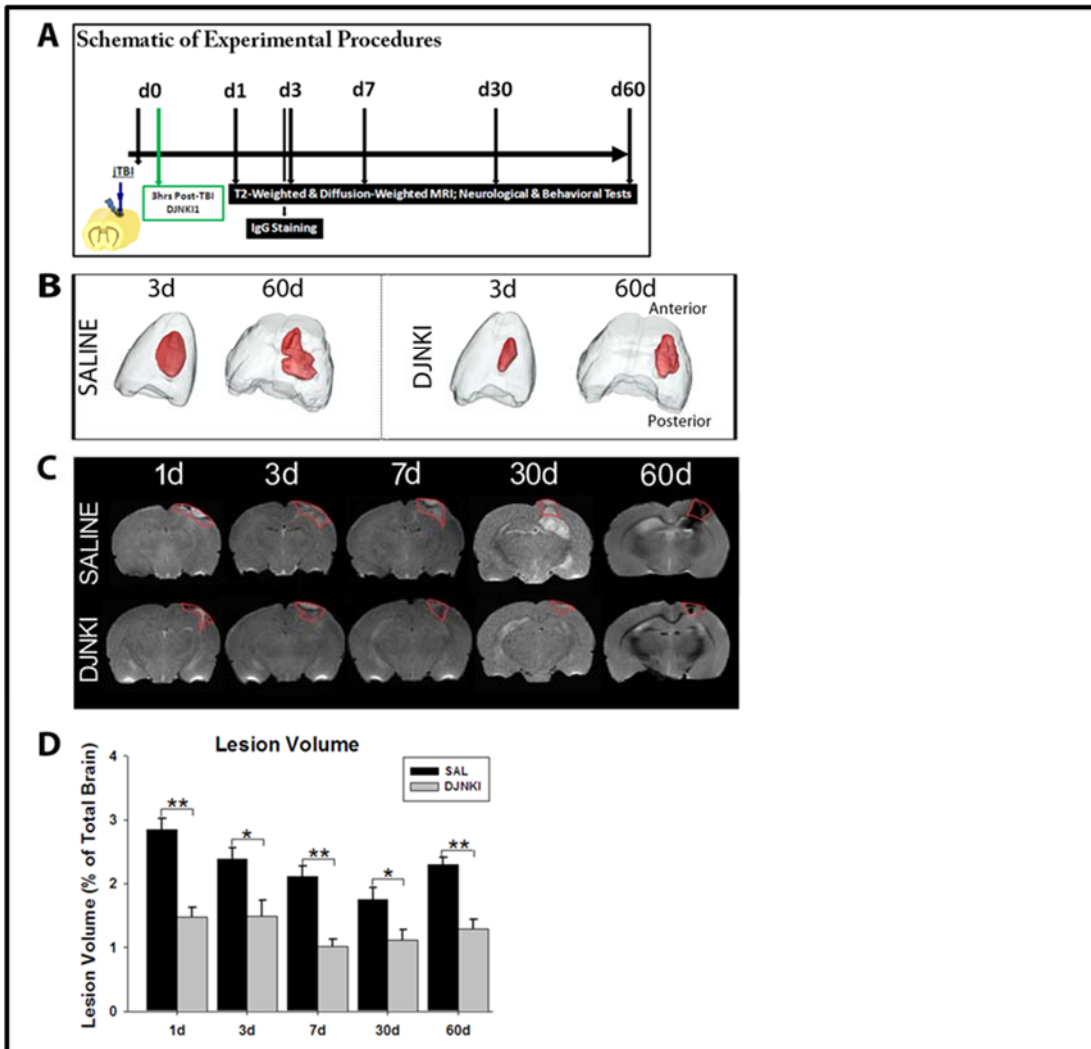 A
Schematic of Experimental Procedures
d0 d1 d3 d7 d30 d60
jTBI
3hrs Post-TBI
DJNKI1
T2-Weighted & Diffusion-Weighted MRI; Neurological & Behavioral Tests
IgG Staining
B
SALINE
3d 60d
DJNKI
3d 60d
Anterior
Posterior
C
1d 3d 7d 30d 60d
SALINE
DJNKI
D
Lesion Volume
Lesion Volume (% of Total Brain)
4
3
2
1
0
SAL
DJNKI
** * ** * **
1d 3d 7d 30d 60d